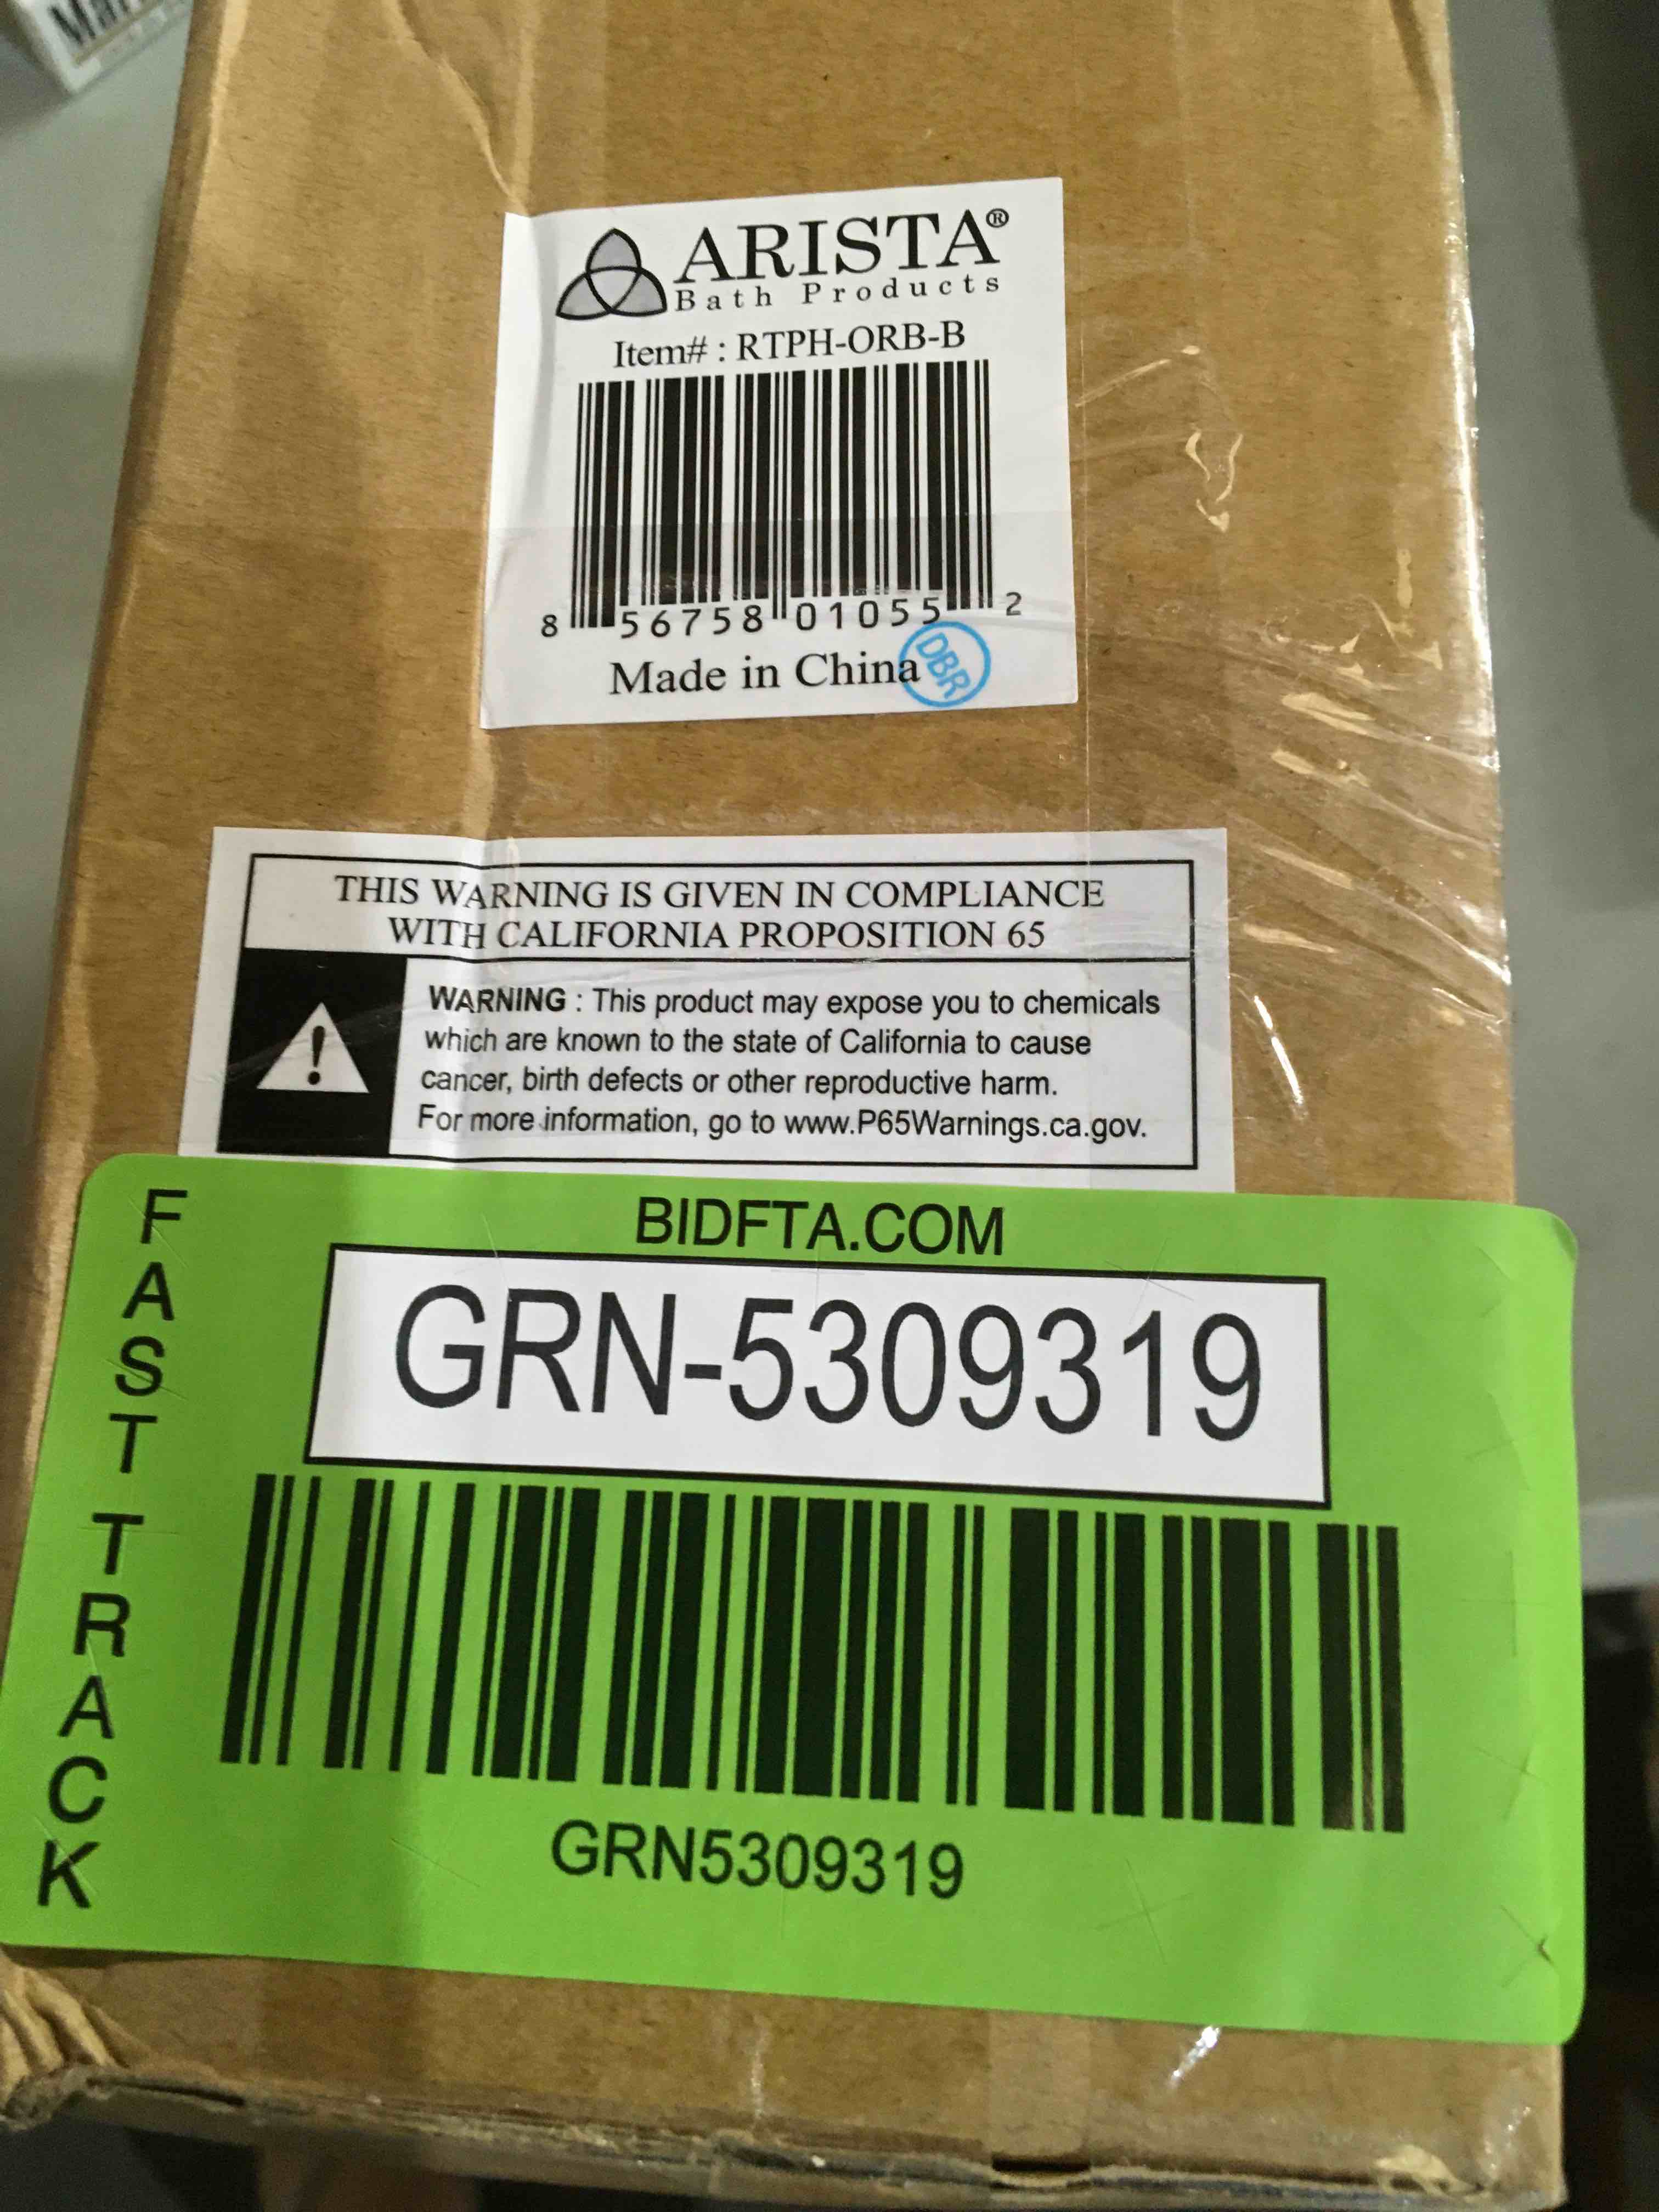 ARISTA®
Bath Products
Item# : RTPH-ORB-B
8 56758 01055 2
Made in China
DBR
THIS WARNING IS GIVEN IN COMPLIANCE
WITH CALIFORNIA PROPOSITION 65
WARNING : This product may expose you to chemicals
which are known to the state of California to cause
cancer, birth defects or other reproductive harm.
For more information, go to www.P65Warnings.ca.gov.
FAST TRACK
BIDFTA.COM
GRN-5309319
GRN5309319